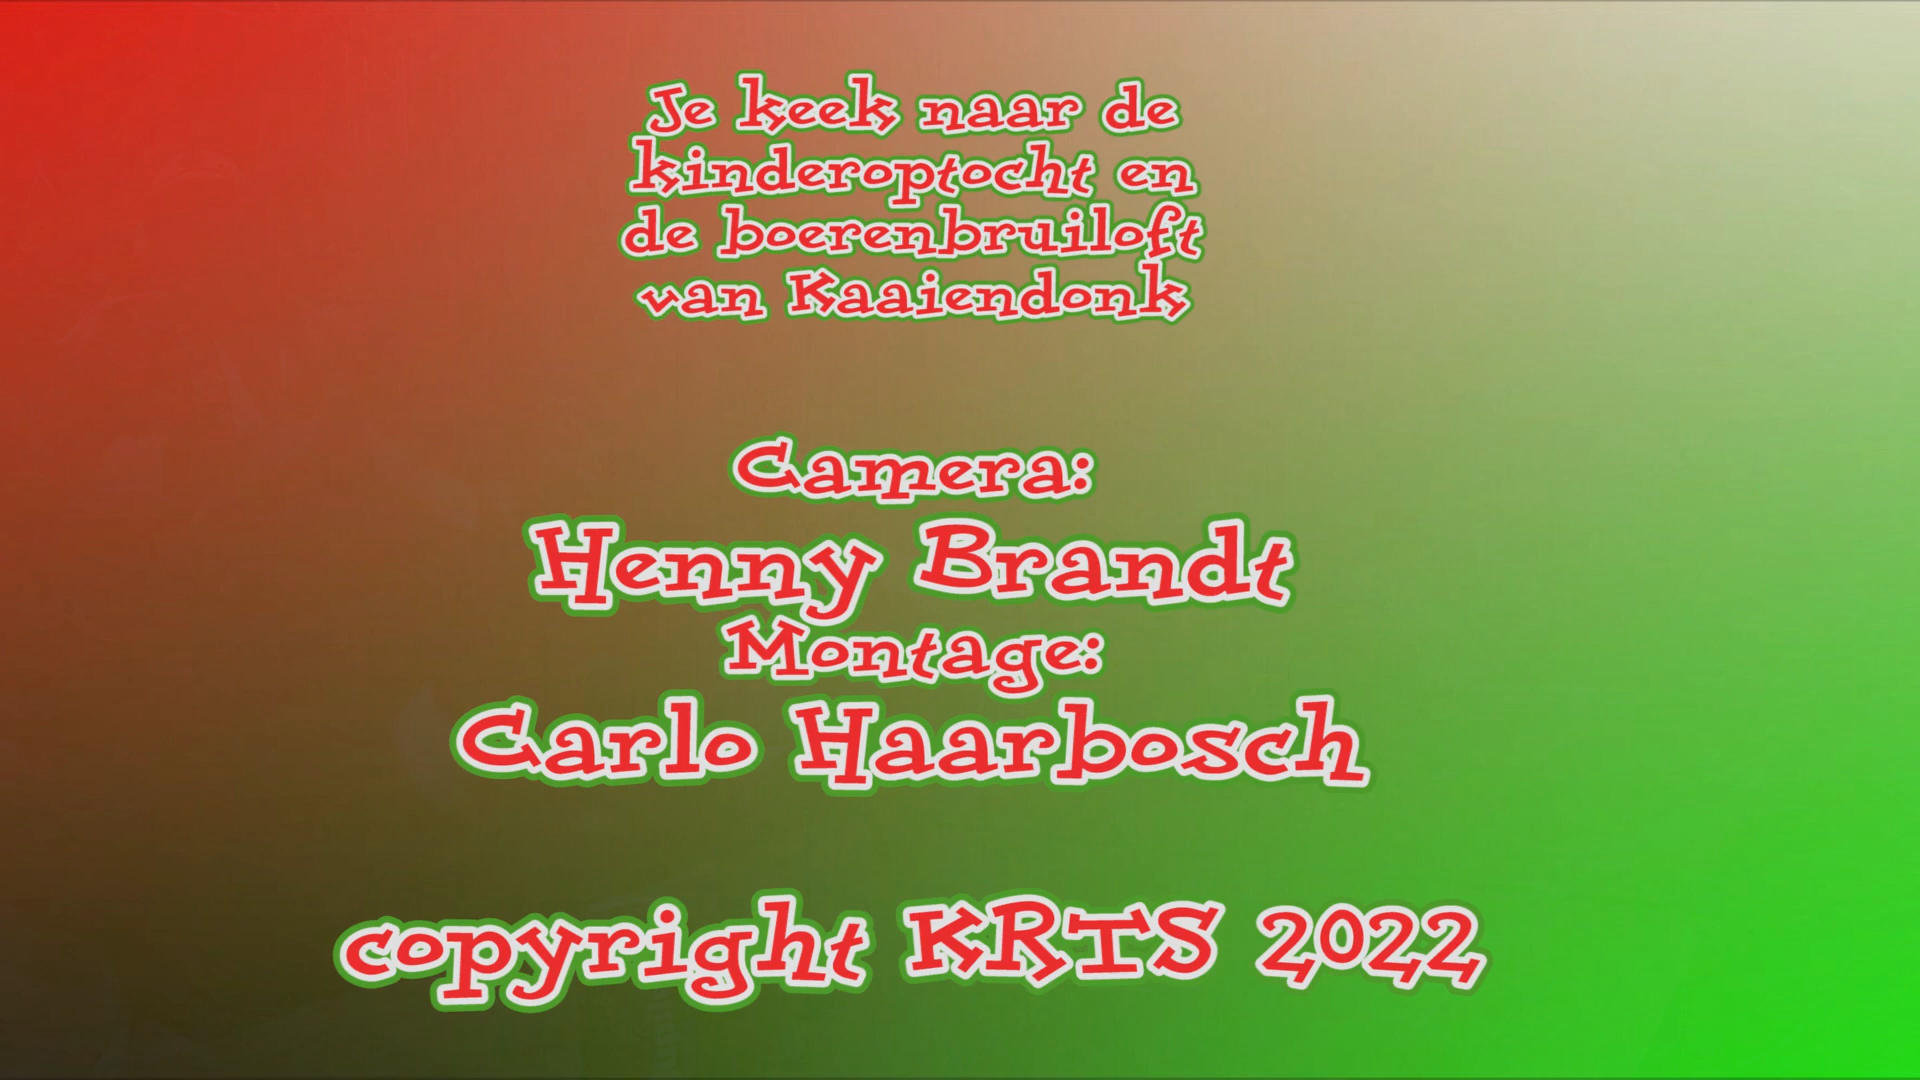 Je keek naar de
kinderoptocht en
de boerenbruiloft
van Kaaiendonk
Camera:
Henny Brandt
Montage:
Carlo Haarbosch
copyright KRTS 2022